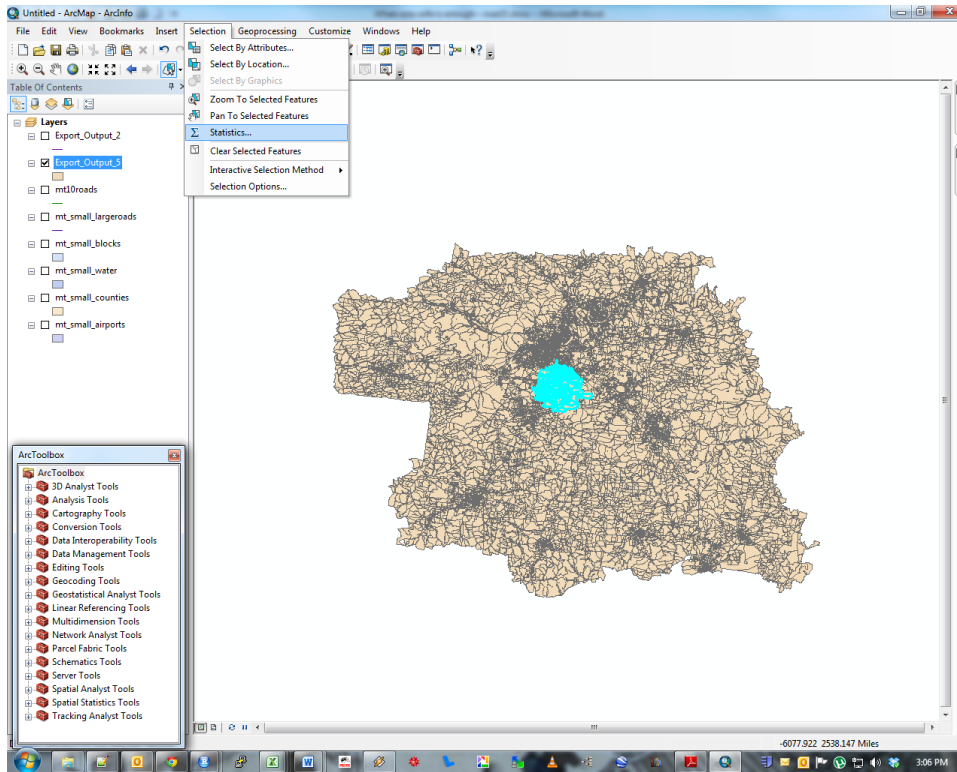 Untitled - ArcMap - ArcInfo
File Edit View Bookmarks Insert Selection Geoprocessing Customize Windows Help
Select By Attributes...
Select By Location...
Select By Graphics
Zoom To Selected Features
Pan To Selected Features
Σ Statistics...
Clear Selected Features
Interactive Selection Method
Selection Options...
Table Of Contents
Layers
Export_Output_2
Export_Output_5
mt10roads
mt_small_largeroads
mt_small_blocks
mt_small_water
mt_small_counties
mt_small_airports
ArcToolbox
ArcToolbox
3D Analyst Tools
Analysis Tools
Cartography Tools
Conversion Tools
Data Interoperability Tools
Data Management Tools
Editing Tools
Geocoding Tools
Geostatistical Analyst Tools
Linear Referencing Tools
Multidimension Tools
Network Analyst Tools
Parcel Fabric Tools
Schematics Tools
Server Tools
Spatial Analyst Tools
Spatial Statistics Tools
Tracking Analyst Tools
-6077.922 2538.147 Miles
3:06 PM